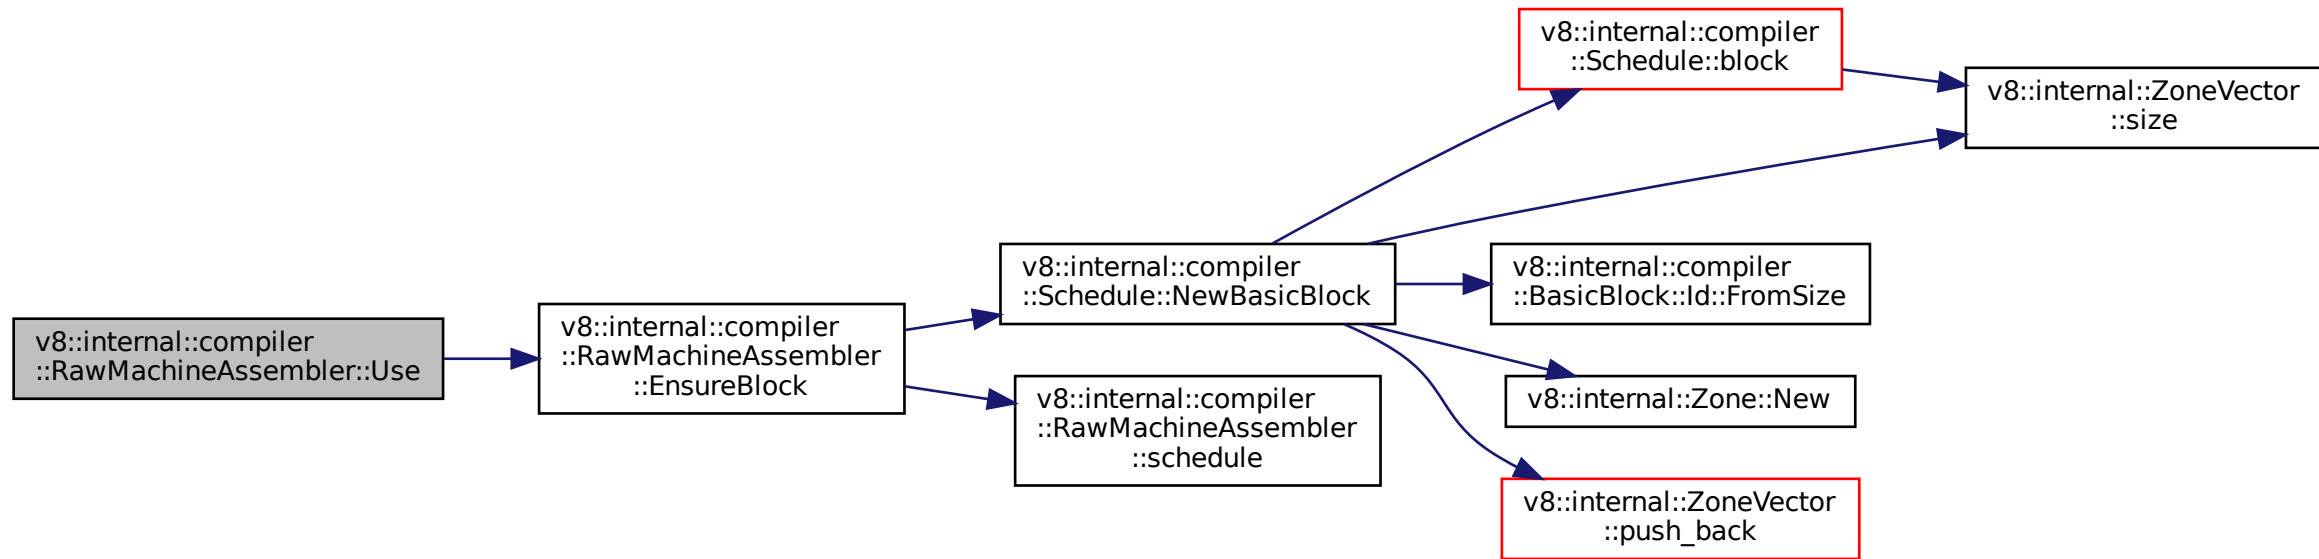 v8::internal::compiler
::RawMachineAssembler::Use
v8::internal::compiler
::RawMachineAssembler
::EnsureBlock
v8::internal::compiler
::Schedule::NewBasicBlock
v8::internal::compiler
::RawMachineAssembler
::schedule
v8::internal::compiler
::Schedule::block
v8::internal::compiler
::BasicBlock::Id::FromSize
v8::internal::Zone::New
v8::internal::ZoneVector
::push_back
v8::internal::ZoneVector
::size